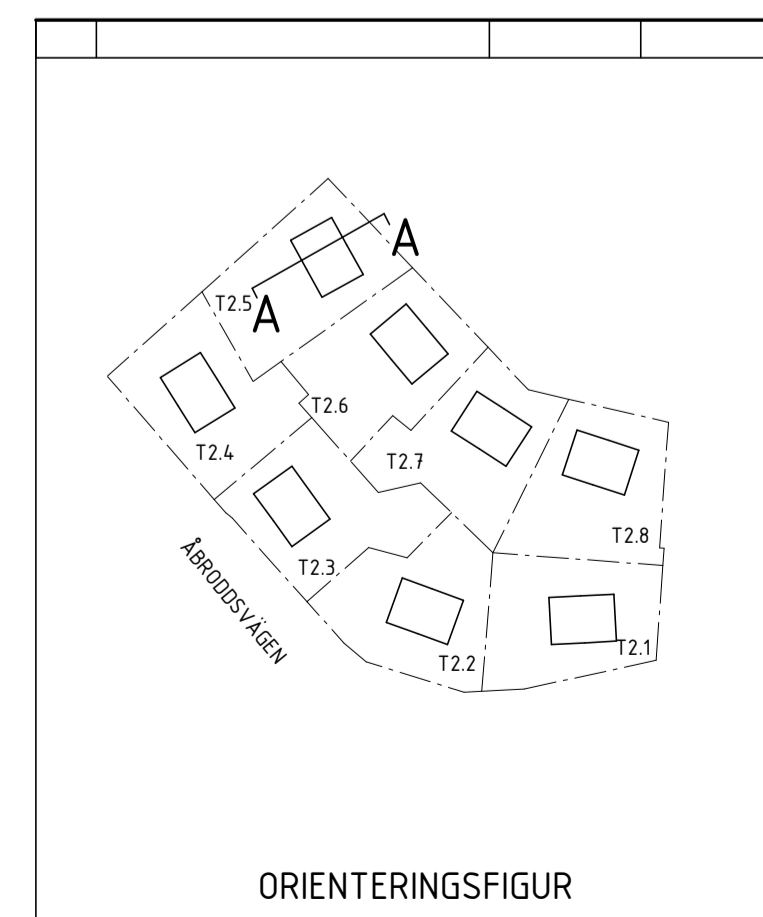 A
T2.5
A
T2.6
T2.4
T2.7
T2.8
T2.3
ÅBRODDSVÄGEN
T2.2
T2.1
ORIENTERINGSFIGUR